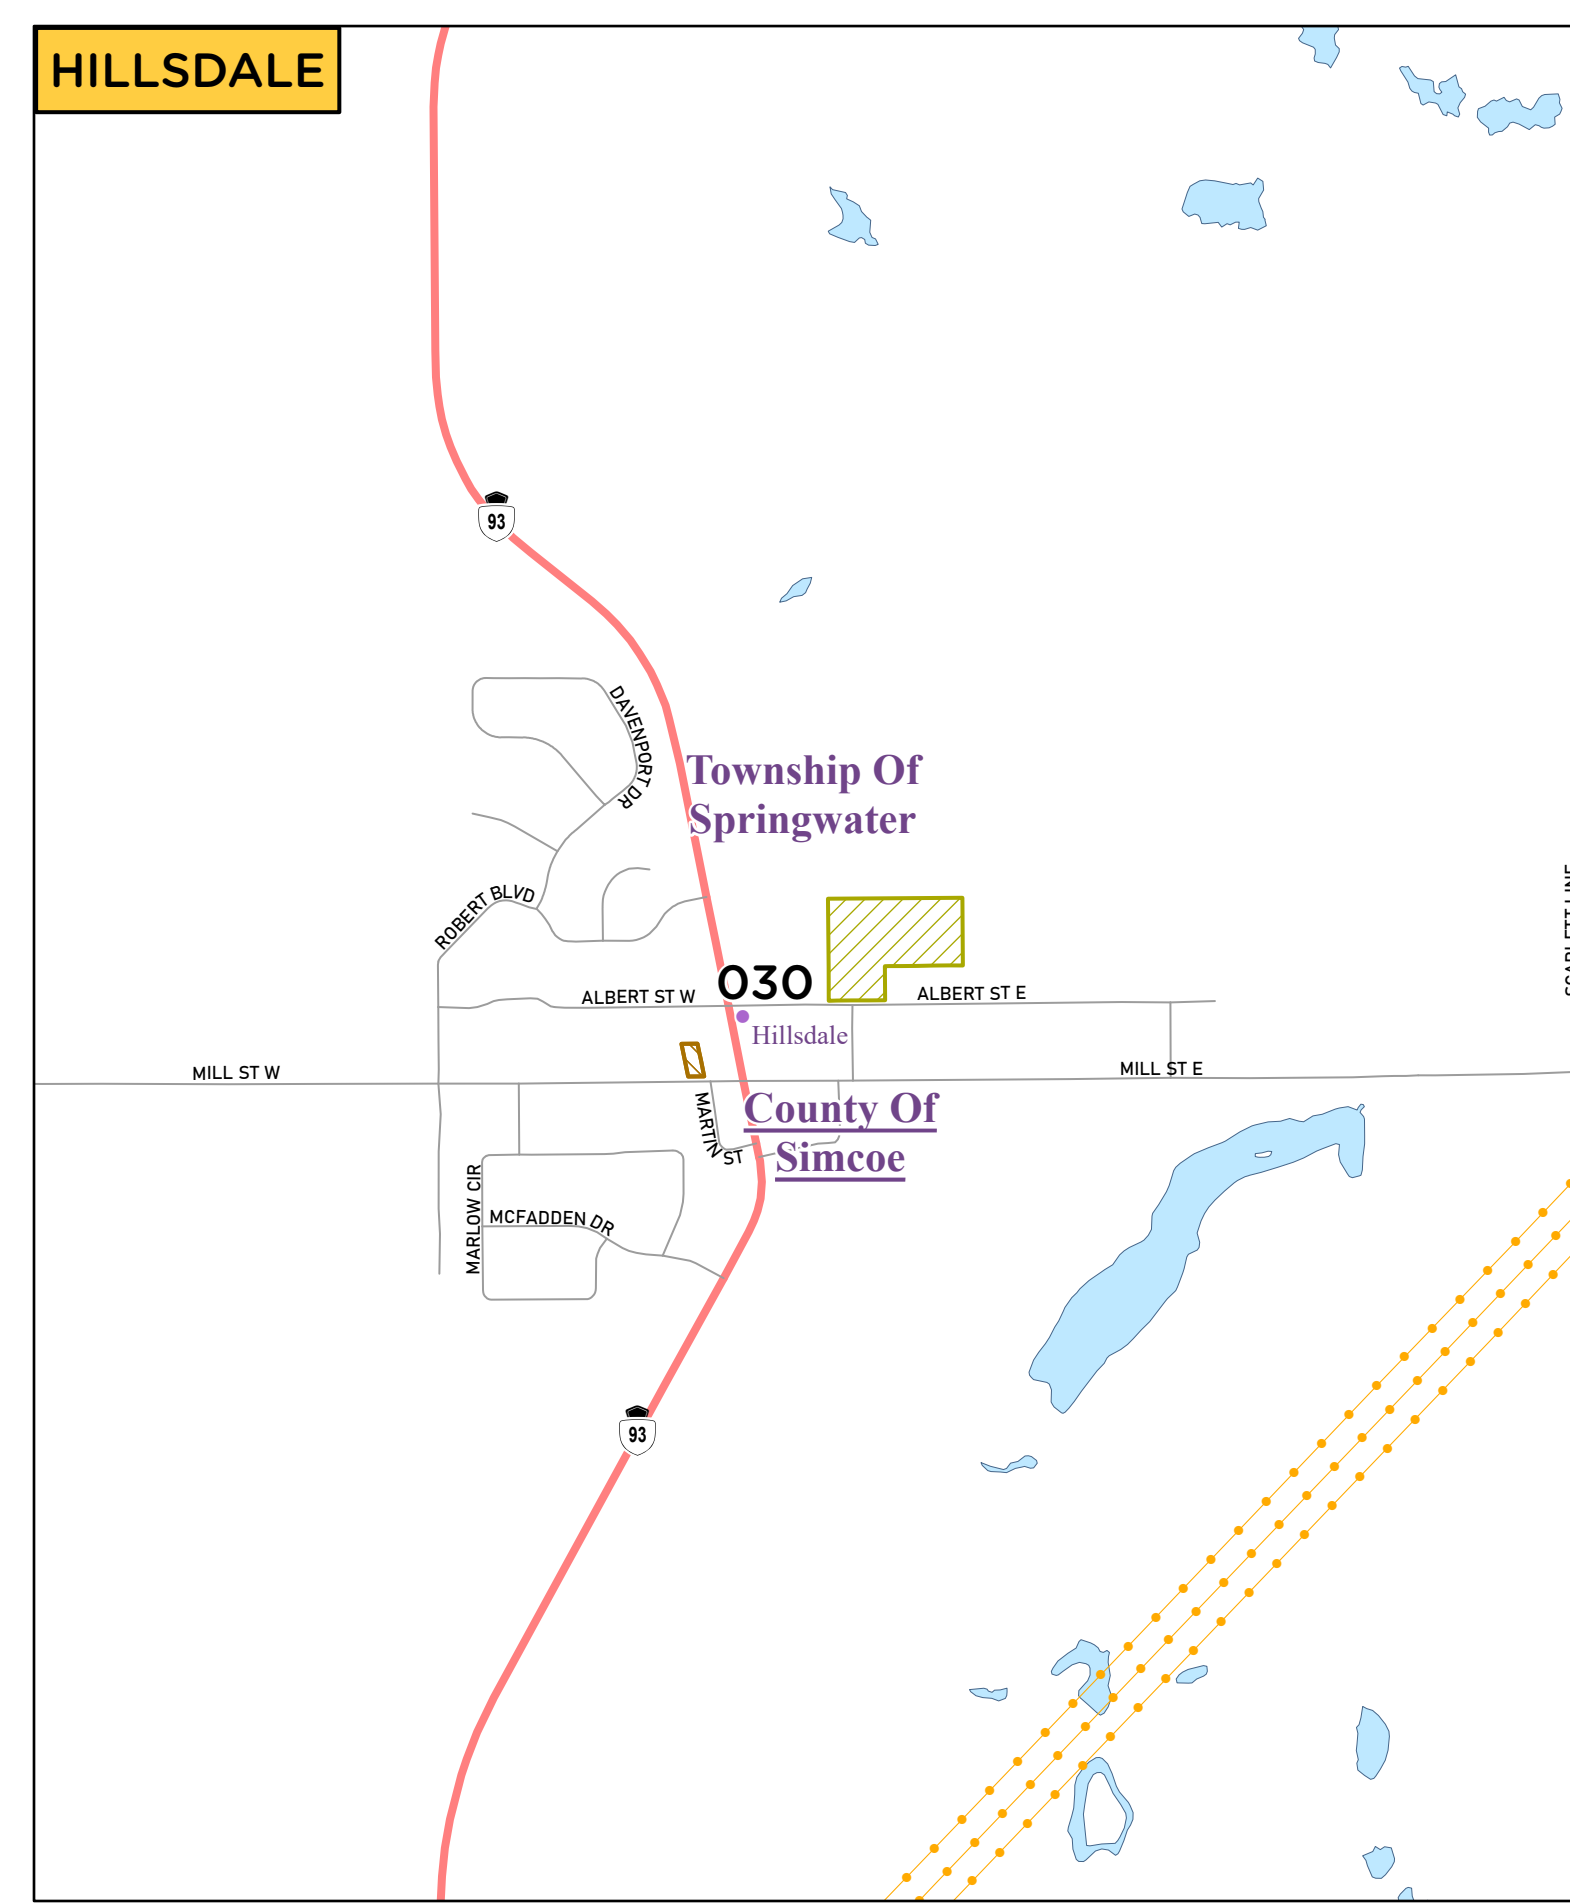 HILLSDALE
93
DAVENPORT DR
Township Of
Springwater
ROBERT BLVD
030
ALBERT ST W
ALBERT ST E
Hillsdale
MILL ST W
MILL ST E
MARTIN ST
County Of
Simcoe
MARLOW CIR
MCFADDEN DR
93